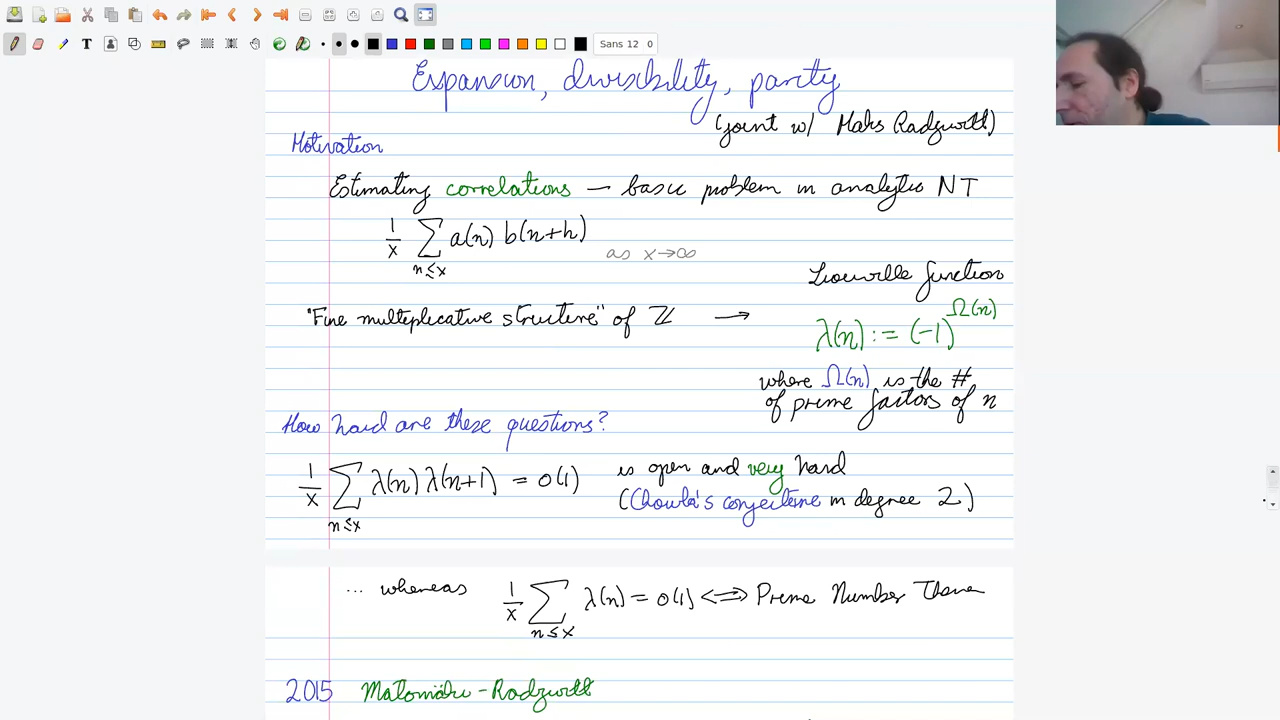 Sans 12 0
Expansion, divisibility, parity
(joint w/ Maks Radziwiłł)
Motivation
Estimating correlations — basic problem in analytic NT
1/x ∑_{n≤x} a(n) b(n+h)
as x→∞
Liouville function
"Fine multiplicative structure" of ℤ → λ(n) := (-1)^{Ω(n)}
where Ω(n) is the #
of prime factors of n
How hard are these questions?
1/x ∑_{n≤x} λ(n) λ(n+1) = o(1) is open and very hard
(Chowla's conjecture in degree 2)
... whereas 1/x ∑_{n≤x} λ(n) = o(1) ⟺ Prime Number Theorem
2015 Matomäki-Radziwiłł